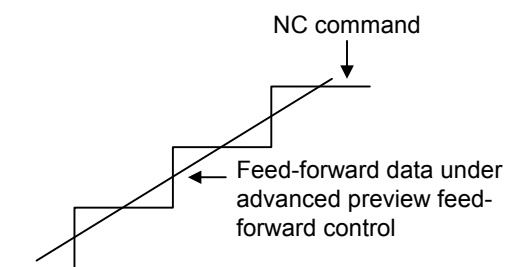 NC command
Feed-forward data under
advanced preview feed-
forward control